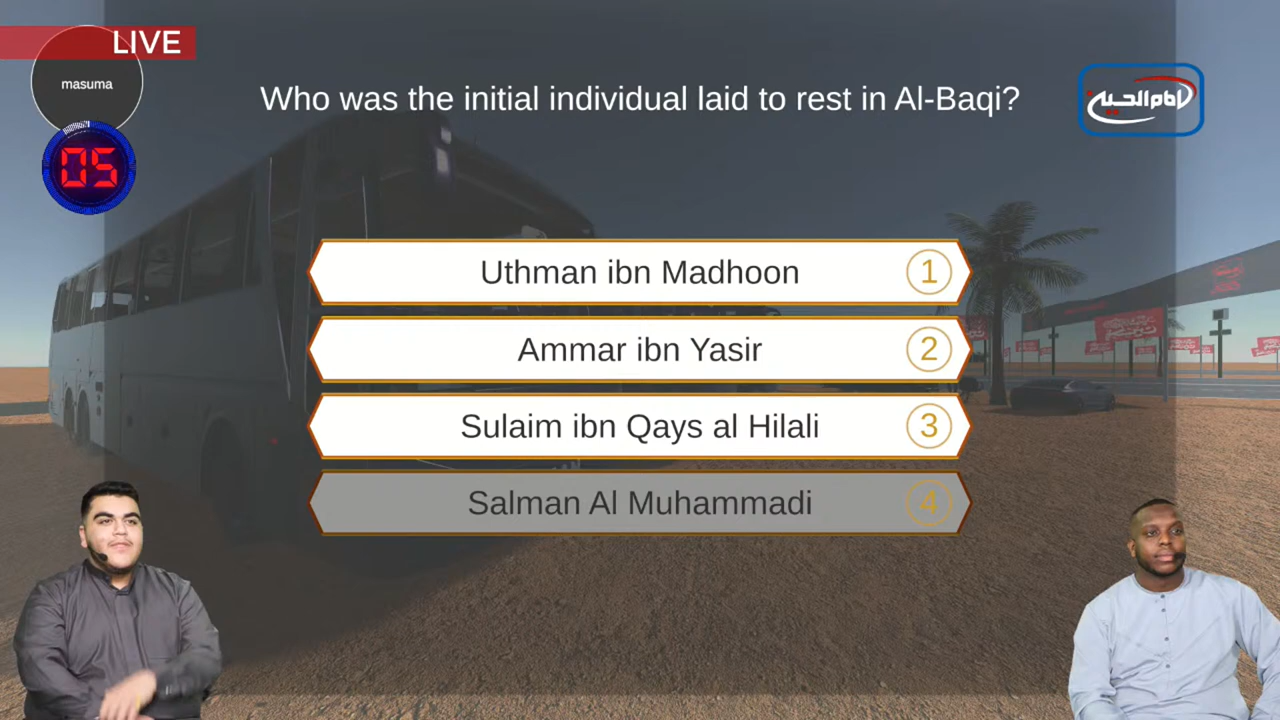 LIVE
masuma
05
Who was the initial individual laid to rest in Al-Baqi?
Uthman ibn Madhoon 1
Ammar ibn Yasir 2
Sulaim ibn Qays al Hilali 3
Salman Al Muhammadi 4